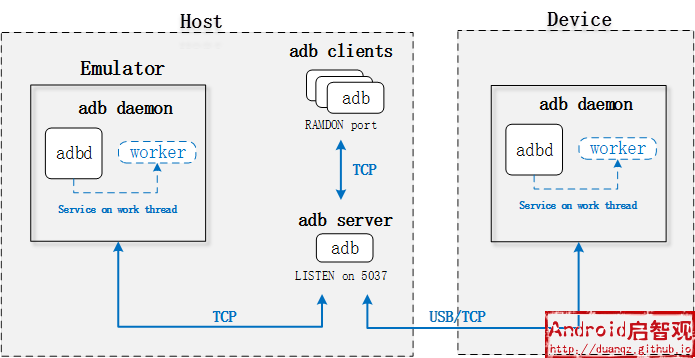 Host
Device
adb clients
adb
RAMDON port
Emulator
adb daemon
adbd
worker
Service on work thread
TCP
adb server
adb
LISTEN on 5037
TCP
USB/TCP
adb daemon
adbd
worker
Service on work thread
Android启智观
http://duanqz.github.io